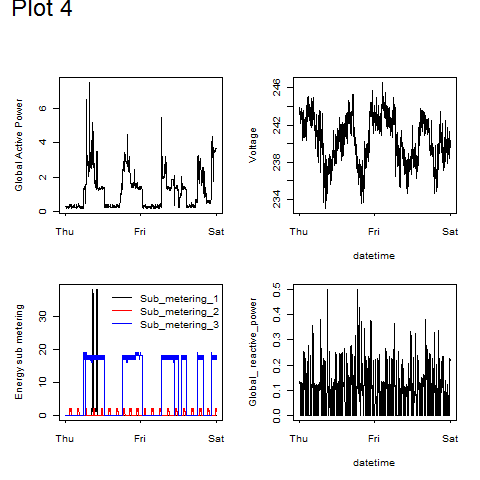 Plot 4
Global Active Power
6
4
2
0
Thu
Fri
Sat
Voltage
246
242
238
234
Thu
Fri
Sat
datetime
Energy sub metering
30
20
10
0
Sub_metering_1
Sub_metering_2
Sub_metering_3
Thu
Fri
Sat
Global_reactive_power
0.5
0.4
0.3
0.2
0.1
0.0
Thu
Fri
Sat
datetime